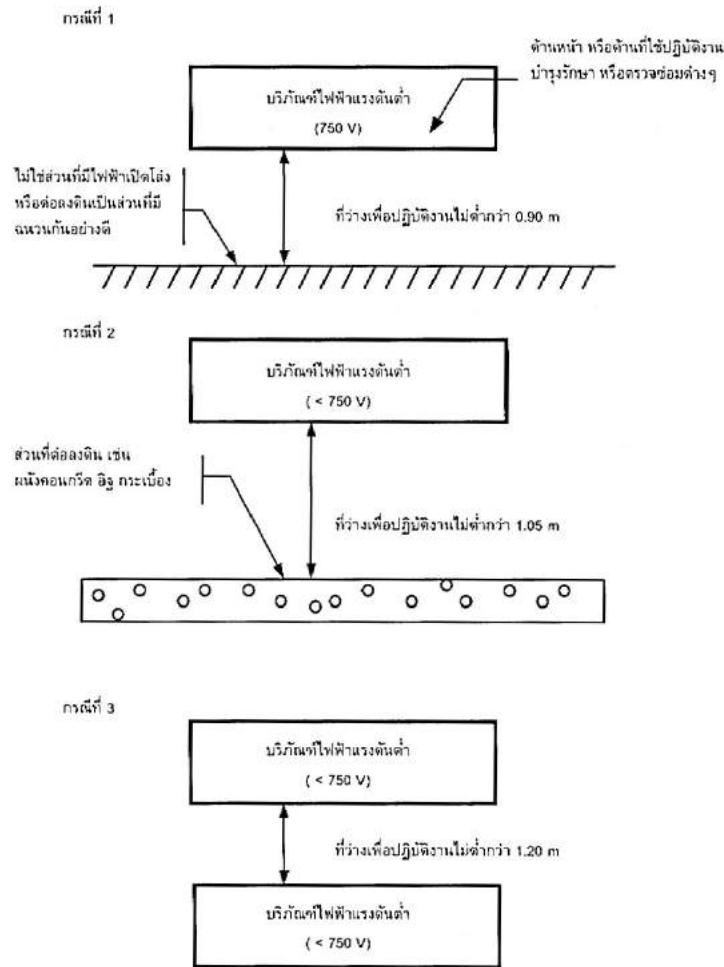 กรณีที่ 1
ด้านหน้า หรือด้านที่ใช้ปฏิบัติงาน
บำรุงรักษา หรือตรวจซ่อมต่างๆ
บริภัณฑ์ไฟฟ้าแรงดันต่ำ
(750 V)
ไม่ใช่ส่วนที่มีไฟฟ้าเปิดโล่ง
หรือต่อลงดินเป็นส่วนที่มี
ฉนวนกันอย่างดี
ที่ว่างเพื่อปฏิบัติงานไม่ต่ำกว่า 0.90 m
กรณีที่ 2
บริภัณฑ์ไฟฟ้าแรงดันต่ำ
( < 750 V)
ส่วนที่ต่อลงดิน เช่น
ผนังคอนกรีต อิฐ กระเบื้อง
ที่ว่างเพื่อปฏิบัติงานไม่ต่ำกว่า 1.05 m
กรณีที่ 3
บริภัณฑ์ไฟฟ้าแรงดันต่ำ
( < 750 V)
ที่ว่างเพื่อปฏิบัติงานไม่ต่ำกว่า 1.20 m
บริภัณฑ์ไฟฟ้าแรงดันต่ำ
( < 750 V)